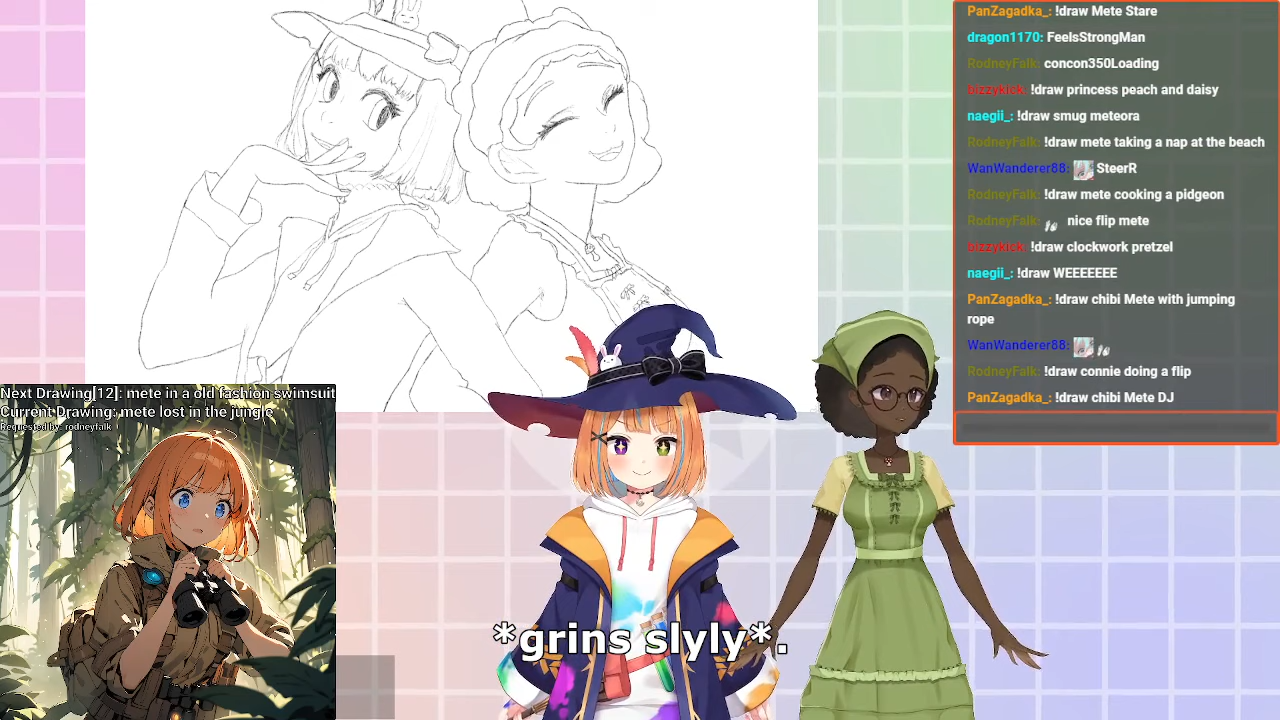 PanZagadka_: !draw Mete Stare
dragon1170: FeelsStrongMan
RodneyFalk: concon350Loading
bizzykick: !draw princess peach and daisy
naegii_: !draw smug meteora
RodneyFalk: !draw mete taking a nap at the beach
WanWanderer88: SteerR
RodneyFalk: !draw mete cooking a pidgeon
RodneyFalk: nice flip mete
bizzykick: !draw clockwork pretzel
naegii_: !draw WEEEEEEE
PanZagadka_: !draw chibi Mete with jumping
rope
WanWanderer88:
RodneyFalk: !draw connie doing a flip
PanZagadka_: !draw chibi Mete DJ
Next Drawing[12]: mete in a old fashion swimsuit
Current Drawing: mete lost in the jungle
Requested by: rodneyfalk
*grins slyly*.